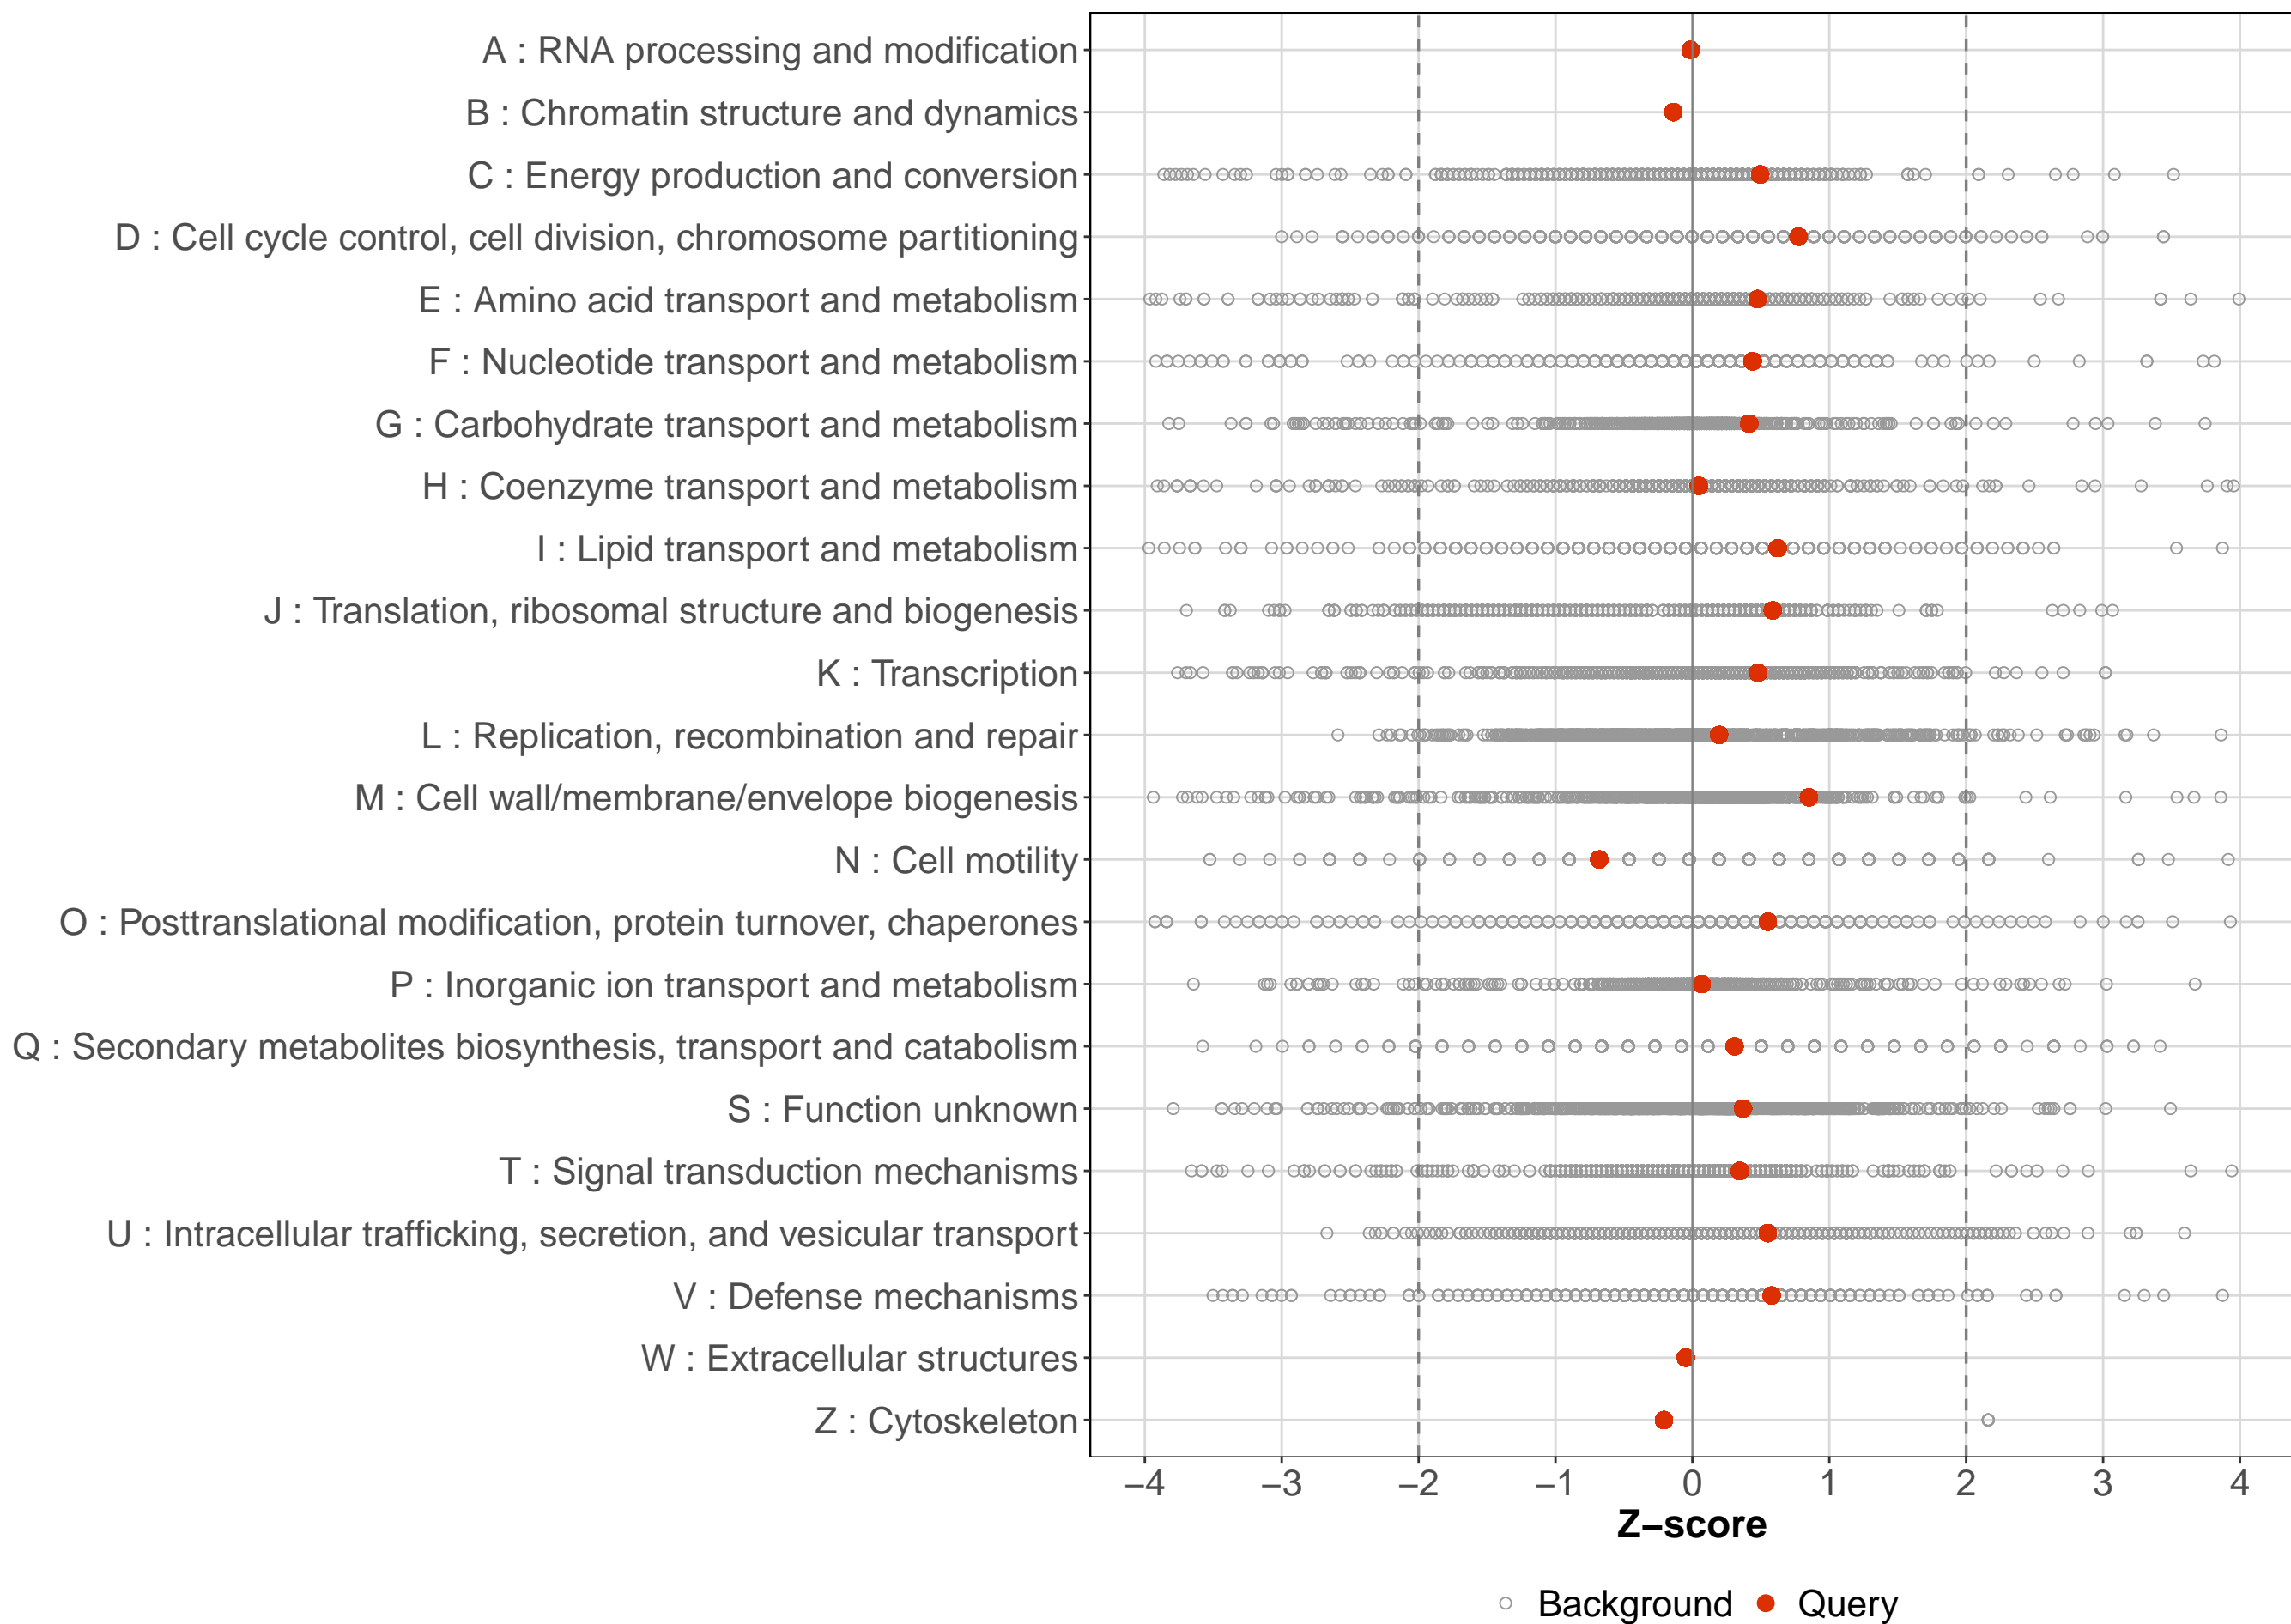 A : RNA processing and modification
B : Chromatin structure and dynamics
C : Energy production and conversion
D : Cell cycle control, cell division, chromosome partitioning
E : Amino acid transport and metabolism
F : Nucleotide transport and metabolism
G : Carbohydrate transport and metabolism
H : Coenzyme transport and metabolism
I : Lipid transport and metabolism
J : Translation, ribosomal structure and biogenesis
K : Transcription
L : Replication, recombination and repair
M : Cell wall/membrane/envelope biogenesis
N : Cell motility
O : Posttranslational modification, protein turnover, chaperones
P : Inorganic ion transport and metabolism
Q : Secondary metabolites biosynthesis, transport and catabolism
S : Function unknown
T : Signal transduction mechanisms
U : Intracellular trafficking, secretion, and vesicular transport
V : Defense mechanisms
W : Extracellular structures
Z : Cytoskeleton
−4 −3 −2 −1 0 1 2 3 4
Z−score
Background Query